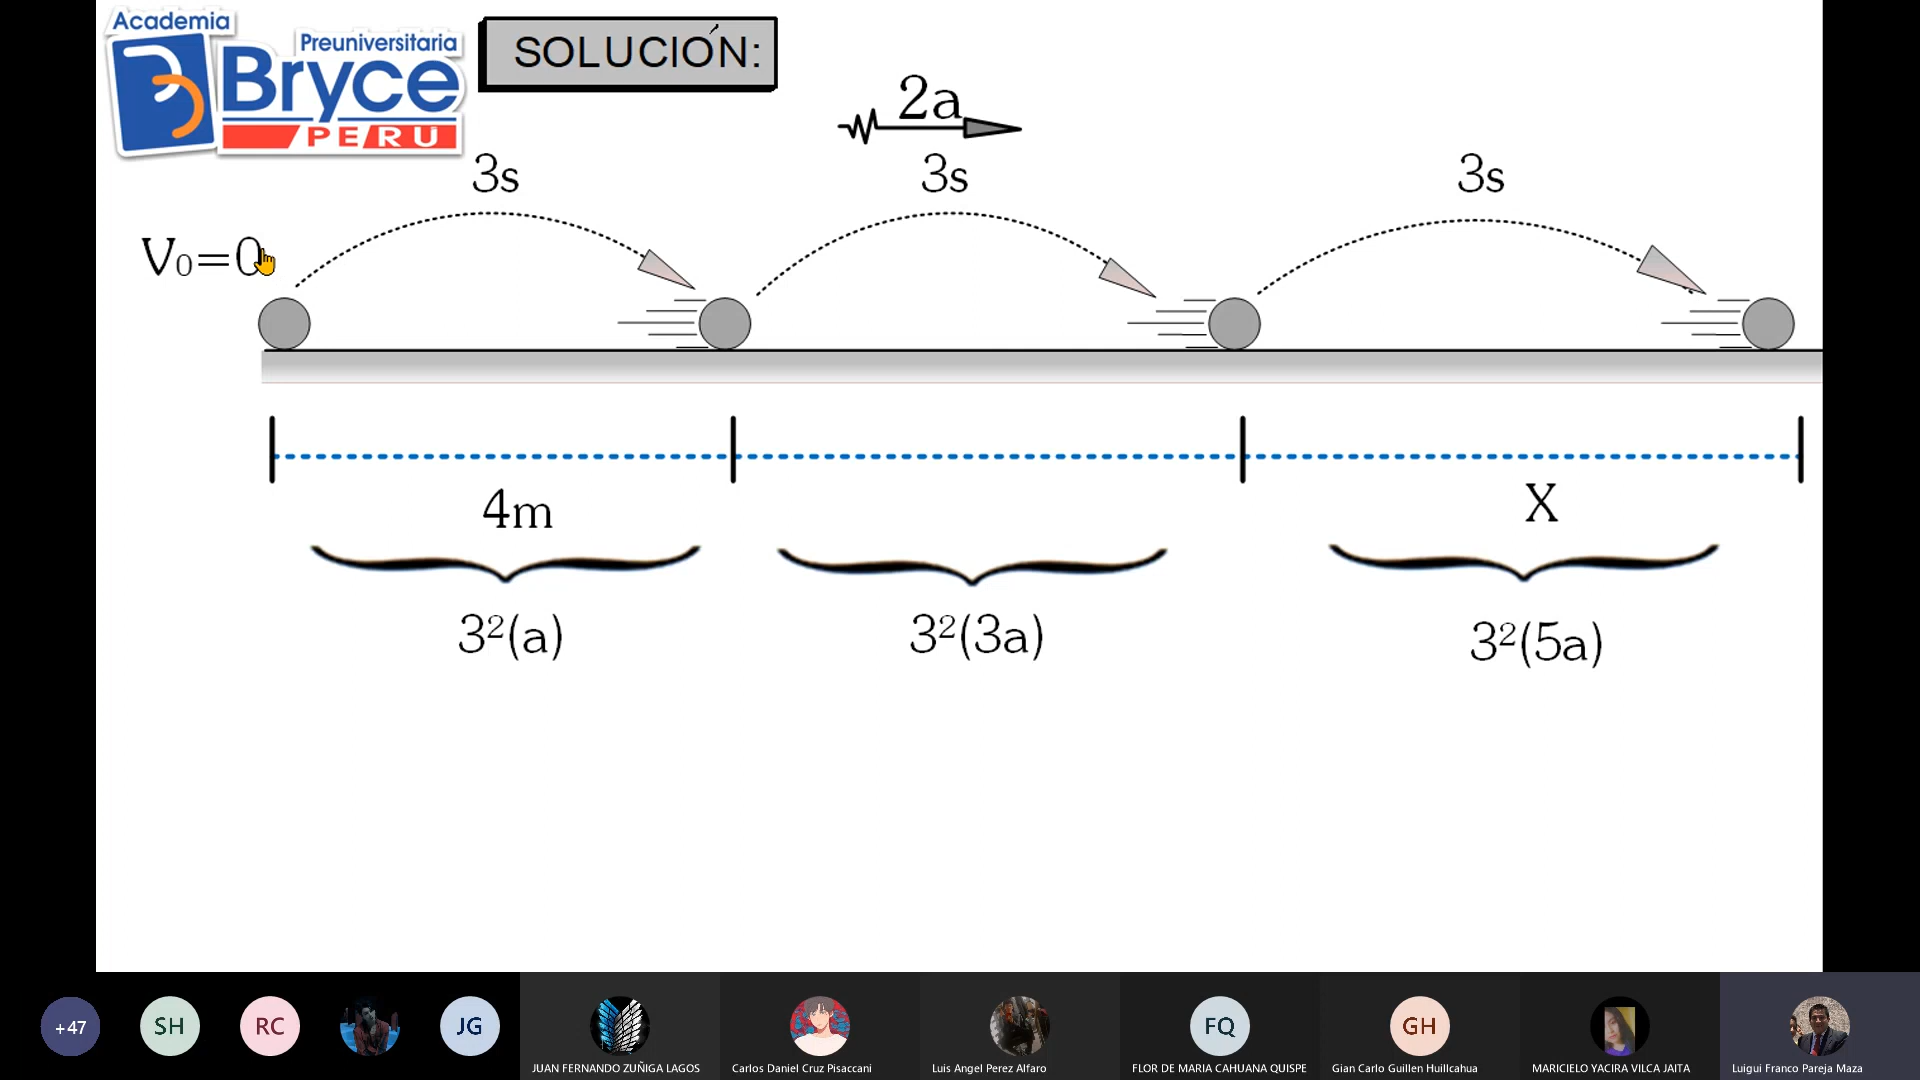 Academia
Preuniversitaria
Bryce
PERÚ
SOLUCIÓN:
2a
3s
3s
3s
V₀=0
4m
X
3²(a)
3²(3a)
3²(5a)
+47
SH
RC
JG
FQ
GH
JUAN FERNANDO ZUÑIGA LAGOS
Carlos Daniel Cruz Pisaccani
Luis Angel Perez Alfaro
FLOR DE MARIA CAHUANA QUISPE
Gian Carlo Guillen Huillcahua
MARICIELO YACIRA VILCA JAITA
Luigui Franco Pareja Maza